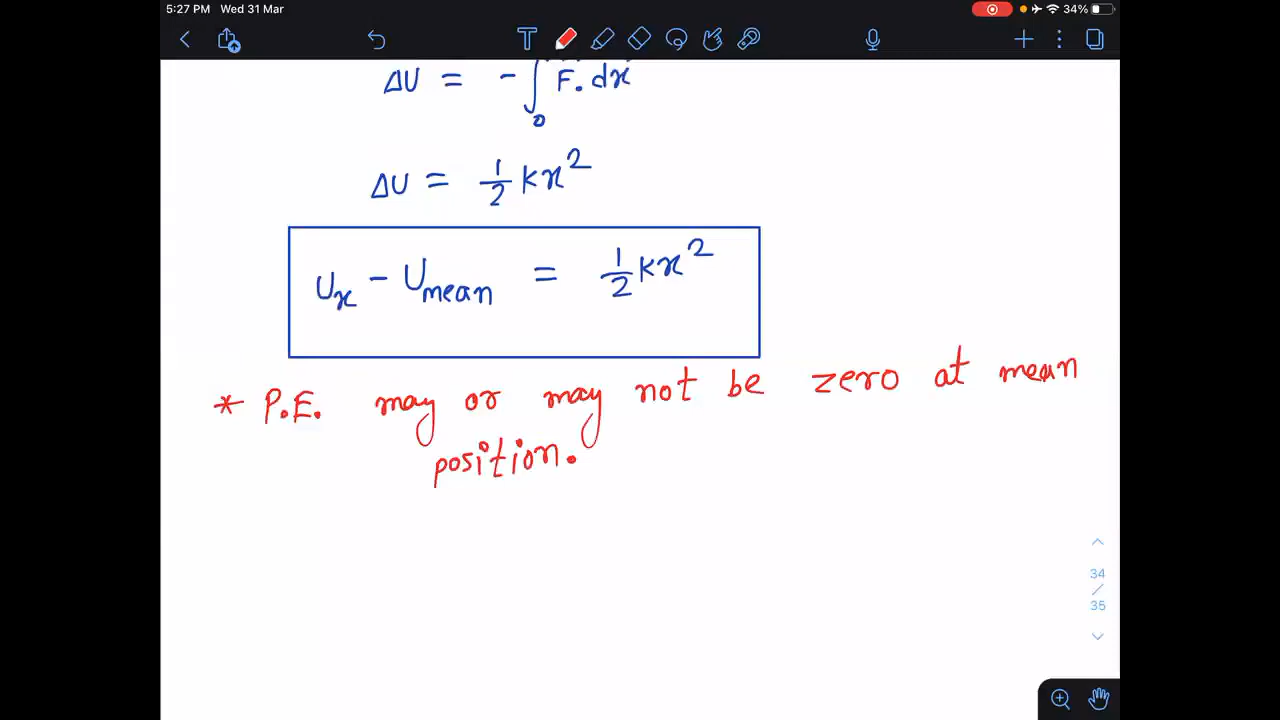 5:27 PM Wed 31 Mar
34%
ΔU = -∫₀ F. dx
ΔU = 1/2 kx²
Uₓ - U_mean = 1/2 kx²
* P.E. may or may not be zero at mean
position.
34
/
35